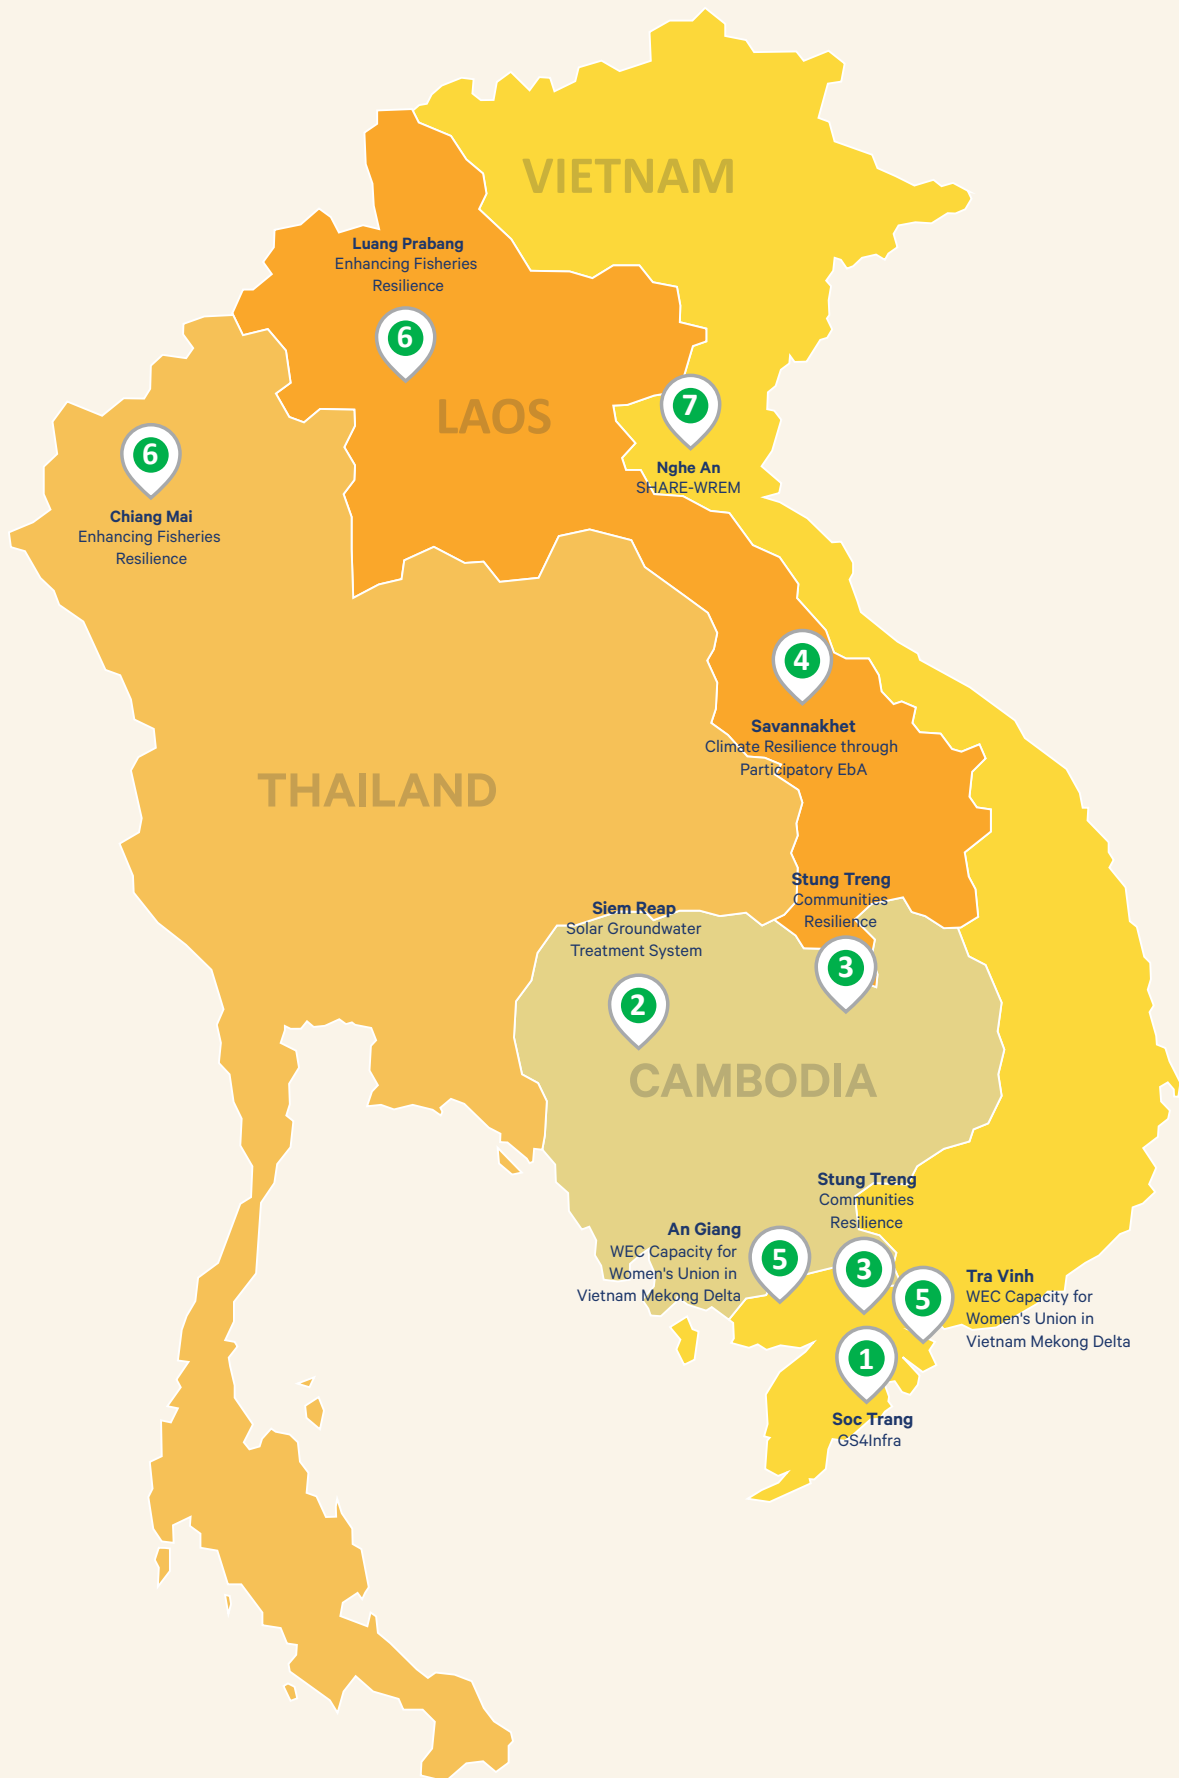 VIETNAM
Luang Prabang
Enhancing Fisheries
Resilience
6
LAOS
7
Nghe An
SHARE-WREM
6
Chiang Mai
Enhancing Fisheries
Resilience
4
Savannakhet
Climate Resilience through
Participatory EbA
THAILAND
Stung Treng
Communities
Resilience
3
Siem Reap
Solar Groundwater
Treatment System
2
CAMBODIA
Stung Treng
Communities
Resilience
3
An Giang
WEC Capacity for
Women's Union in
Vietnam Mekong Delta
5
5
Tra Vinh
WEC Capacity for
Women's Union in
Vietnam Mekong Delta
1
Soc Trang
GS4Infra